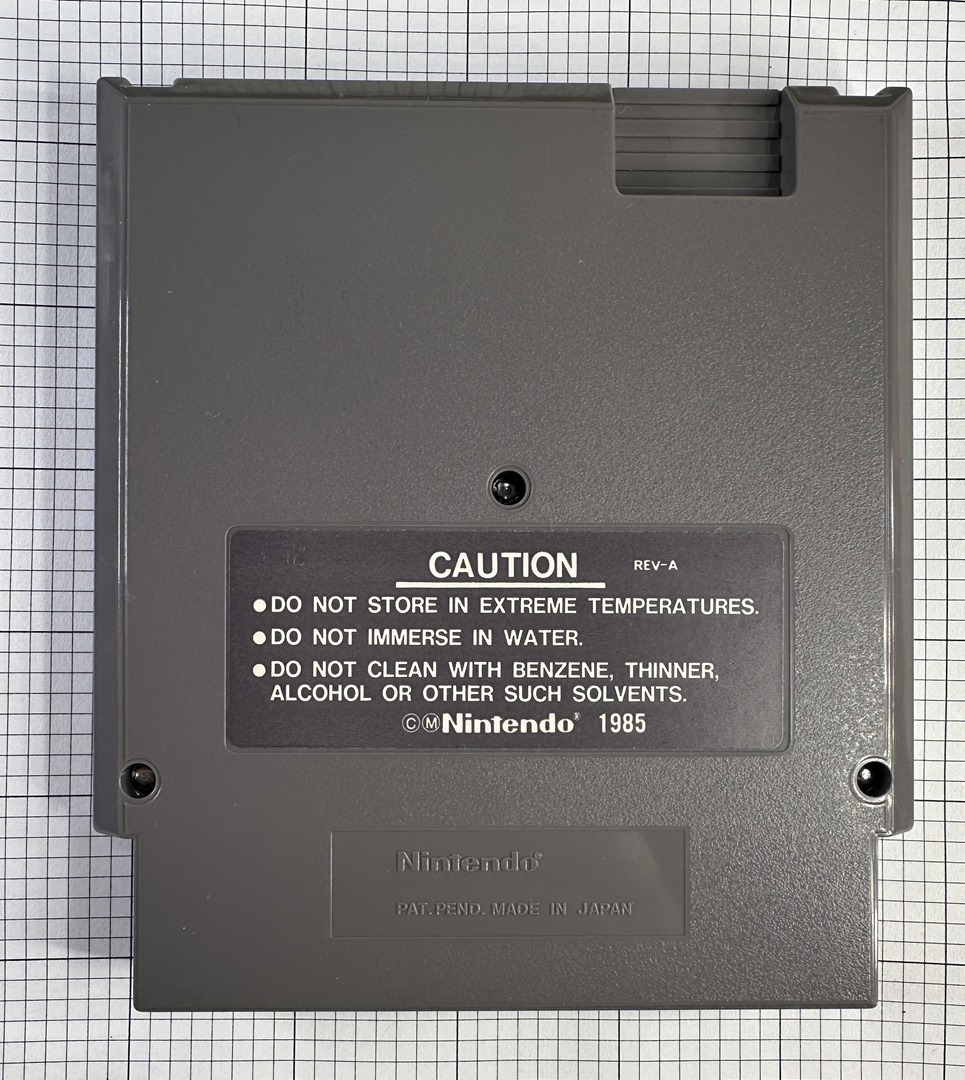 CAUTION REV-A
●DO NOT STORE IN EXTREME TEMPERATURES.
●DO NOT IMMERSE IN WATER.
●DO NOT CLEAN WITH BENZENE, THINNER,
ALCOHOL OR OTHER SUCH SOLVENTS.
©ⓂNintendo® 1985
Nintendo®
PAT. PEND. MADE IN JAPAN